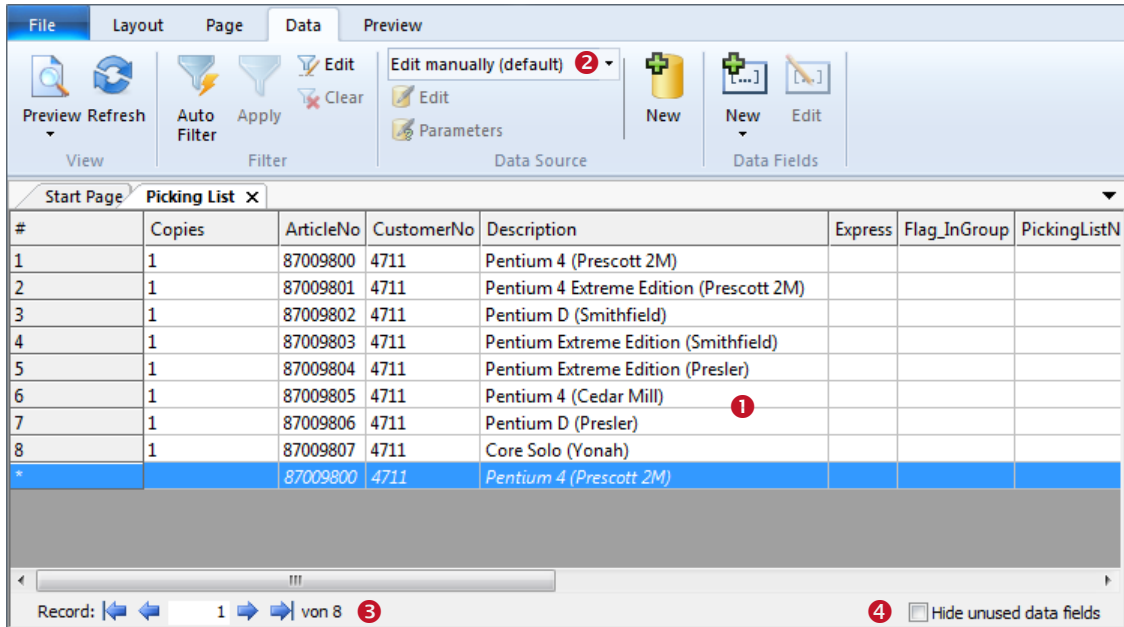 File Layout Page Data Preview
Edit manually (default) 2
Edit
Clear
Edit
Parameters
Preview Refresh
Auto Filter
Apply
New
New
Edit
View Filter Data Source Data Fields
Start Page Picking List X
# Copies ArticleNo CustomerNo Description Express Flag_InGroup PickingListN
1 1 87009800 4711 Pentium 4 (Prescott 2M)
2 1 87009801 4711 Pentium 4 Extreme Edition (Prescott 2M)
3 1 87009802 4711 Pentium D (Smithfield)
4 1 87009803 4711 Pentium Extreme Edition (Smithfield)
5 1 87009804 4711 Pentium Extreme Edition (Presler)
6 1 87009805 4711 Pentium 4 (Cedar Mill) 1
7 1 87009806 4711 Pentium D (Presler)
8 1 87009807 4711 Core Solo (Yonah)
* 87009800 4711 Pentium 4 (Prescott 2M)
Record: 1 von 8 3 4 Hide unused data fields